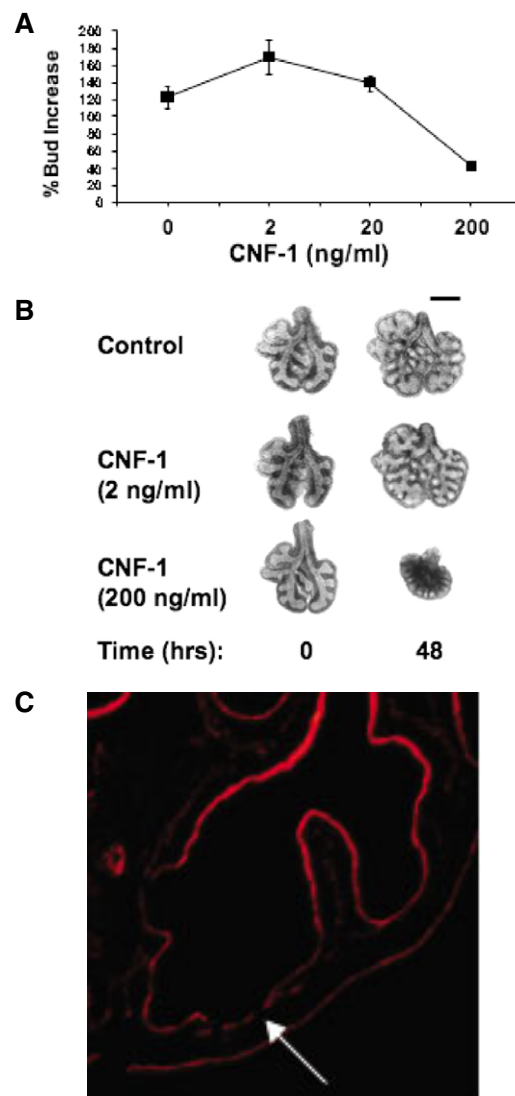 A
% Bud Increase
200
180
160
140
120
100
80
60
40
20
0
0 2 20 200
CNF-1 (ng/ml)
B
Control
CNF-1
(2 ng/ml)
CNF-1
(200 ng/ml)
Time (hrs): 0 48
C